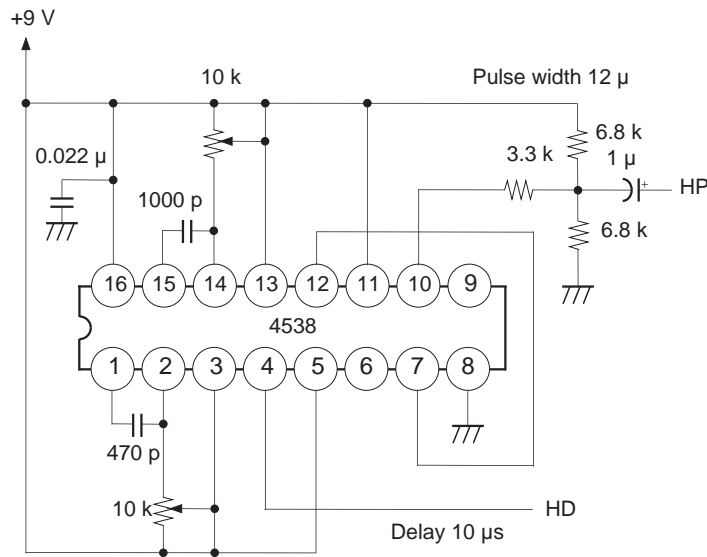 +9 V
10 k
Pulse width 12 μ
6.8 k
0.022 μ
3.3 k
1 μ
+
HP
1000 p
6.8 k
16 15 14 13 12 11 10 9
4538
1 2 3 4 5 6 7 8
470 p
10 k
HD
Delay 10 μs